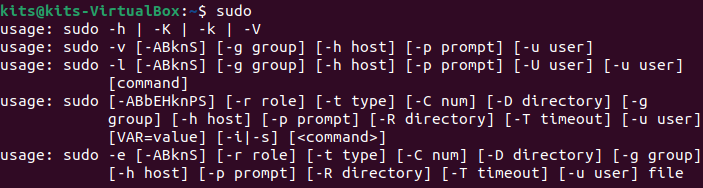 kits@kits-VirtualBox:~$ sudo
usage: sudo -h | -K | -k | -V
usage: sudo -v [-ABknS] [-g group] [-h host] [-p prompt] [-u user]
usage: sudo -l [-ABknS] [-g group] [-h host] [-p prompt] [-U user] [-u user]
[command]
usage: sudo [-ABbEHknPS] [-r role] [-t type] [-C num] [-D directory] [-g
group] [-h host] [-p prompt] [-R directory] [-T timeout] [-u user]
[VAR=value] [-i|-s] [<command>]
usage: sudo -e [-ABknS] [-r role] [-t type] [-C num] [-D directory] [-g group]
[-h host] [-p prompt] [-R directory] [-T timeout] [-u user] file